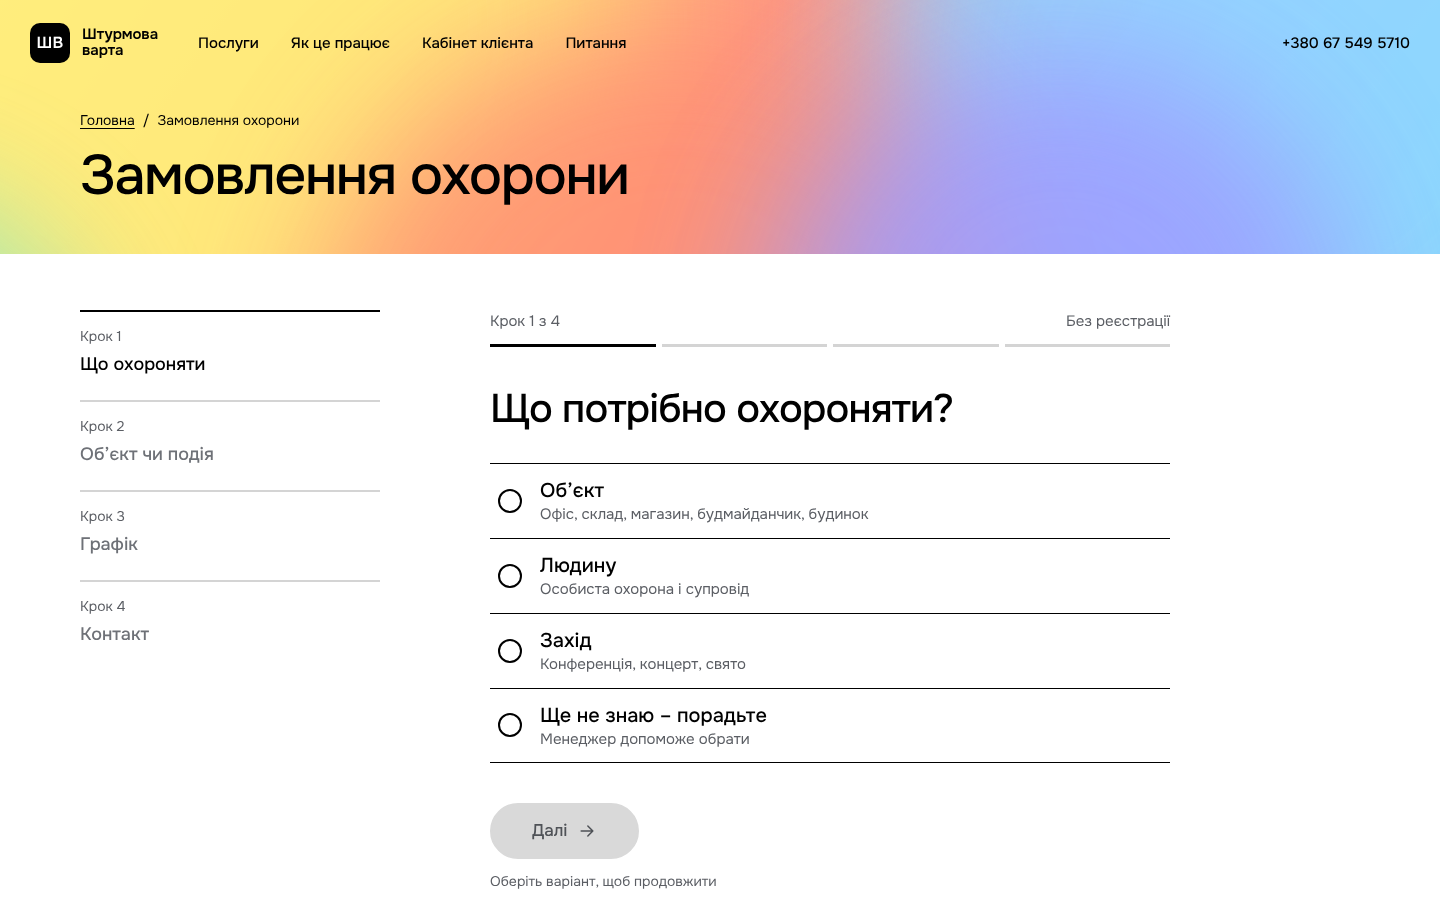 ШВ
Штурмова
варта
Послуги
Як це працює
Кабінет клієнта
Питання
+380 67 549 5710
Головна / Замовлення охорони
Замовлення охорони
Крок 1
Що охороняти
Крок 2
Об’єкт чи подія
Крок 3
Графік
Крок 4
Контакт
Крок 1 з 4
Без реєстрації
Що потрібно охороняти?
Об’єкт
Офіс, склад, магазин, будмайданчик, будинок
Людину
Особиста охорона і супровід
Захід
Конференція, концерт, свято
Ще не знаю – порадьте
Менеджер допоможе обрати
Далі →
Оберіть варіант, щоб продовжити